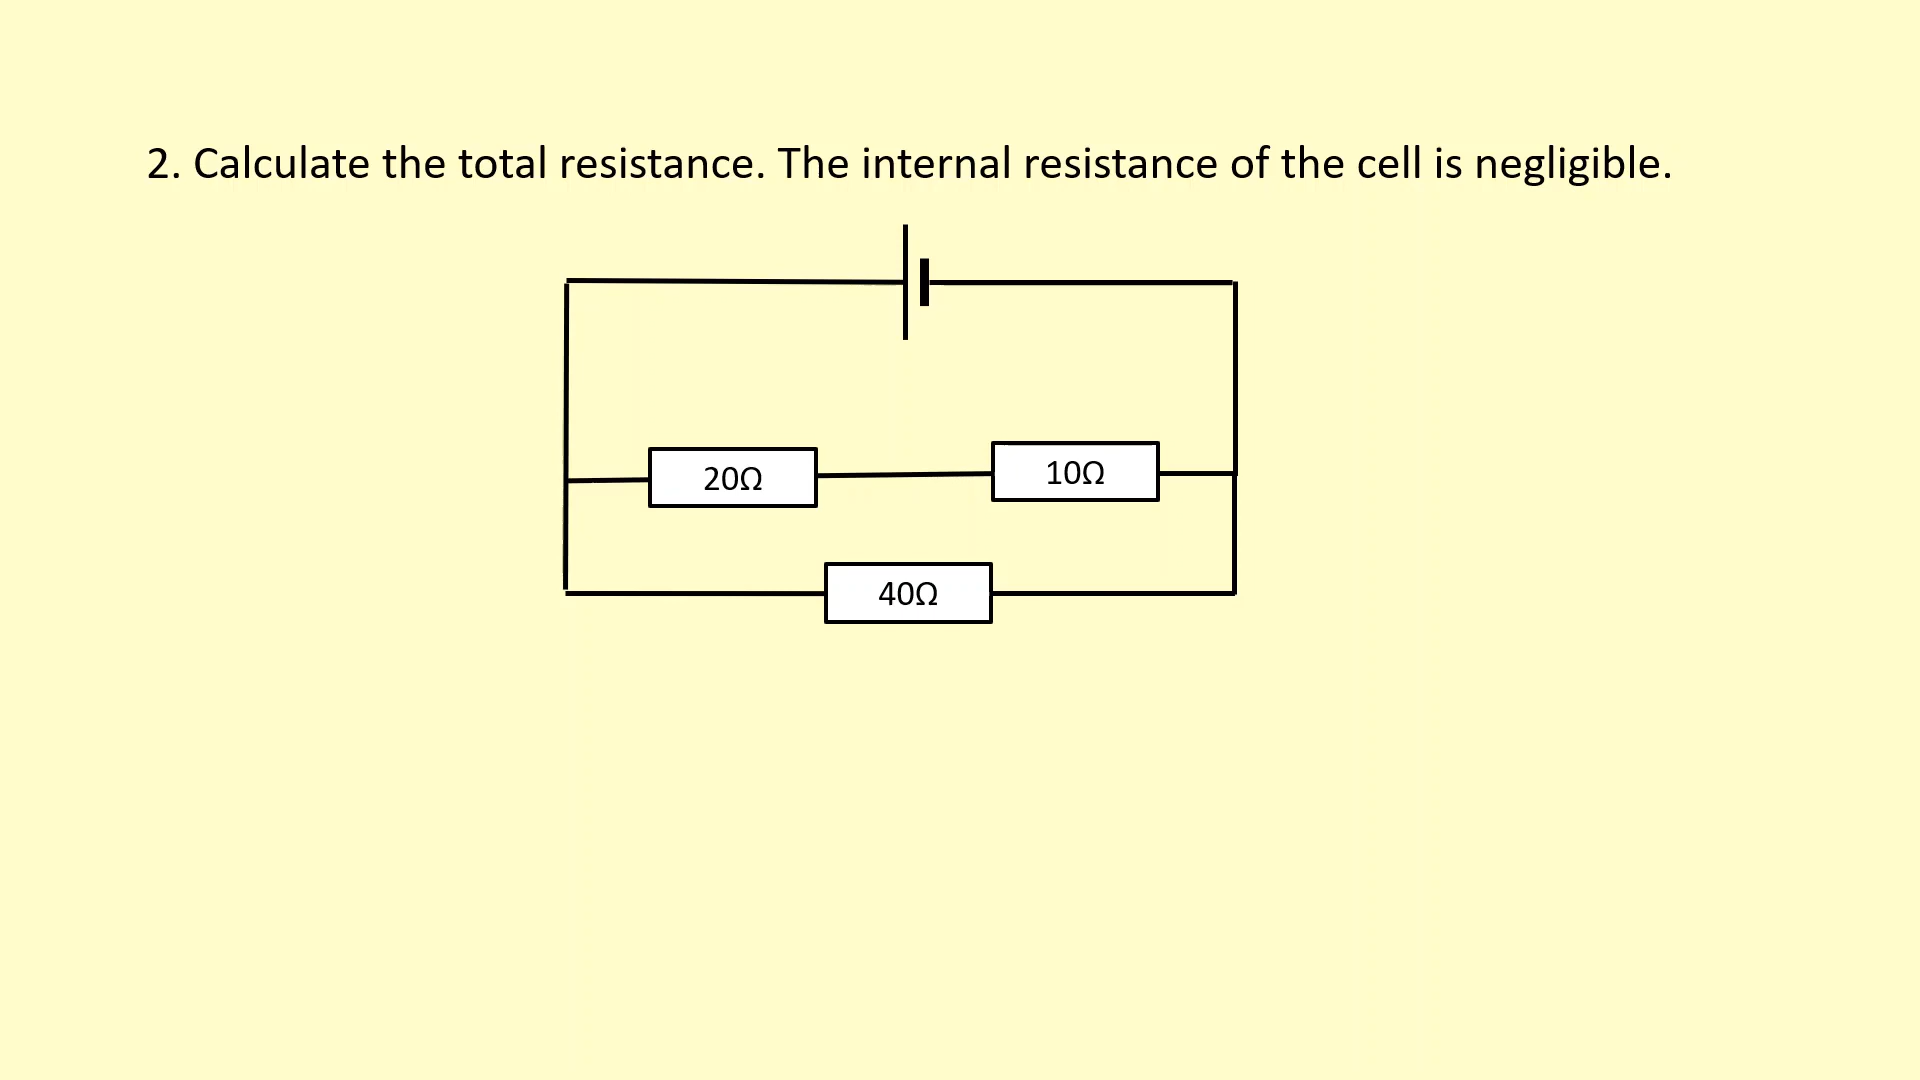 2. Calculate the total resistance. The internal resistance of the cell is negligible.
20Ω
10Ω
40Ω